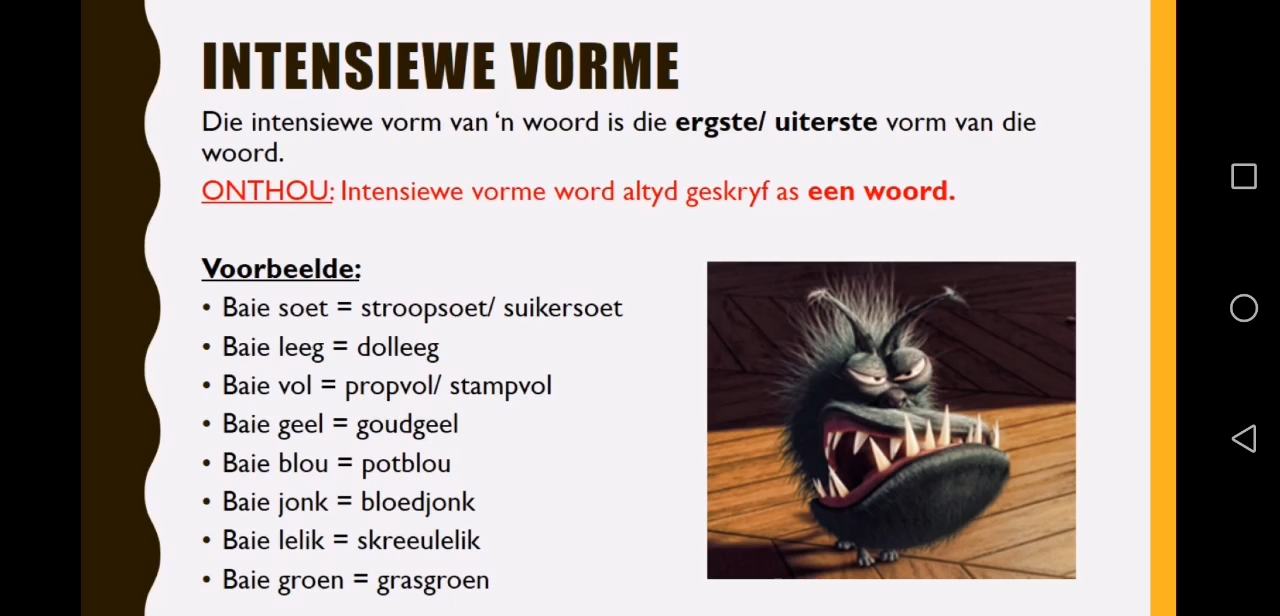 INTENSIEWE VORME
Die intensiewe vorm van ‘n woord is die ergste/ uiterste vorm van die
woord.
ONTHOU: Intensiewe vorme word altyd geskryf as een woord.
Voorbeelde:
• Baie soet = stroopsoet/ suikersoet
• Baie leeg = dolleeg
• Baie vol = propvol/ stampvol
• Baie geel = goudgeel
• Baie blou = potblou
• Baie jonk = bloedjonk
• Baie lelik = skreeulelik
• Baie groen = grasgroen